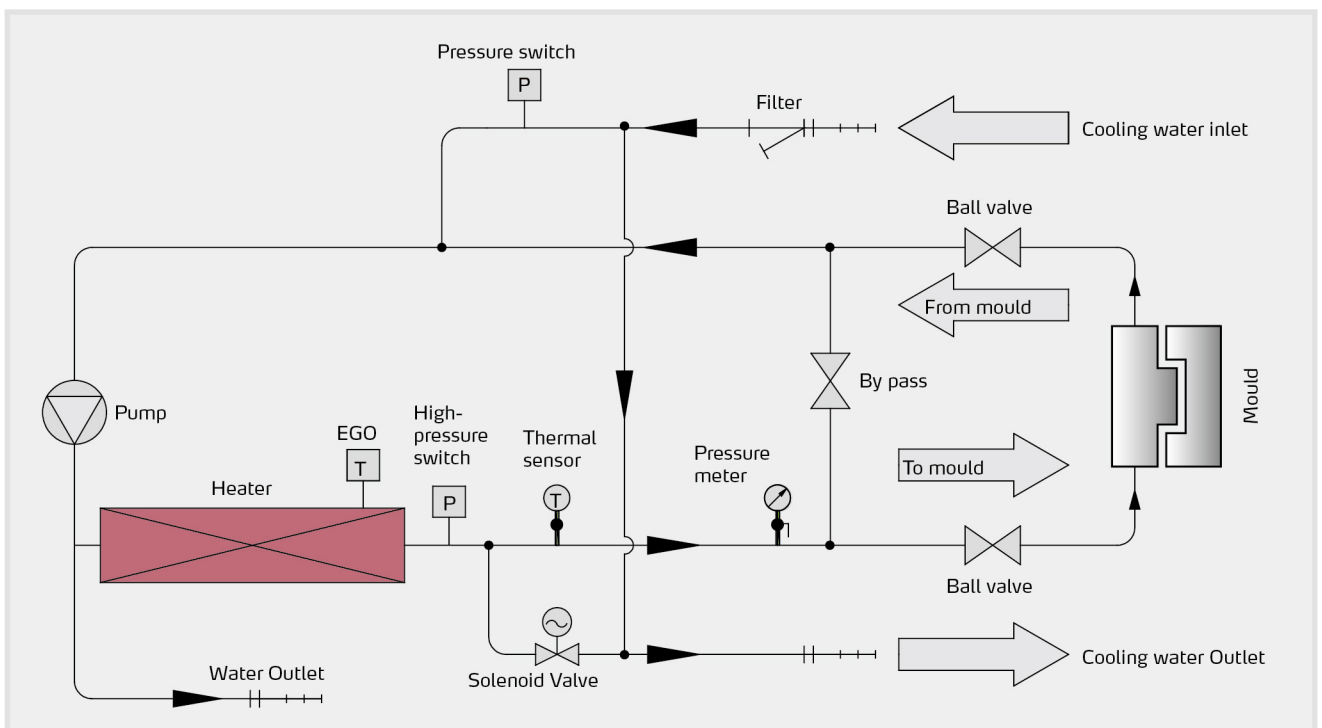 Pressure switch
P
Filter
Cooling water inlet
Ball valve
From mould
By pass
Mould
Pump
High-
pressure
switch
EGO
T
Thermal
sensor
Pressure
meter
To mould
Heater
P
T
Ball valve
Water Outlet
Solenoid Valve
Cooling water Outlet